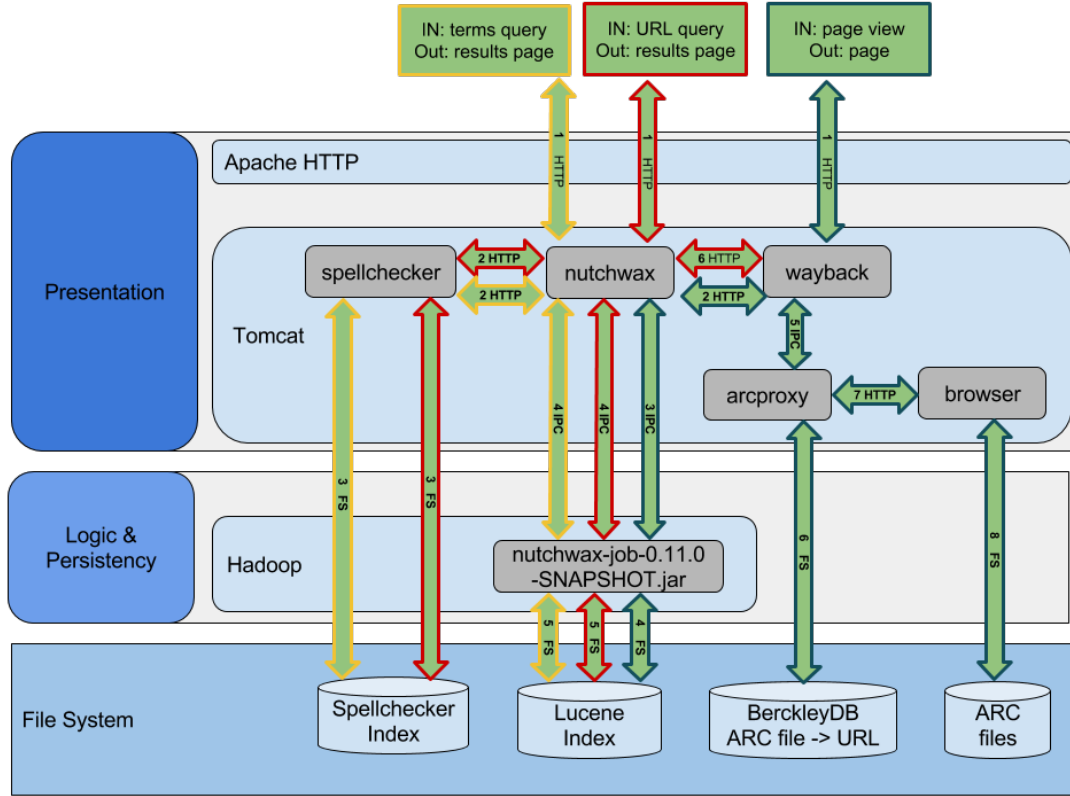 IN: terms query
Out: results page
IN: URL query
Out: results page
IN: page view
Out: page
1 HTTP
1 HTTP
1 HTTP
Apache HTTP
Presentation
Tomcat
spellchecker
2 HTTP
2 HTTP
nutchwax
6 HTTP
2 HTTP
wayback
5 IPC
arcproxy
7 HTTP
browser
4 IPC
4 IPC
3 IPC
3 FS
3 FS
6 FS
8 FS
Logic &
Persistency
Hadoop
nutchwax-job-0.11.0
-SNAPSHOT.jar
5 FS
5 FS
4 FS
File System
Spellchecker
Index
Lucene
Index
BerckleyDB
ARC file -> URL
ARC
files